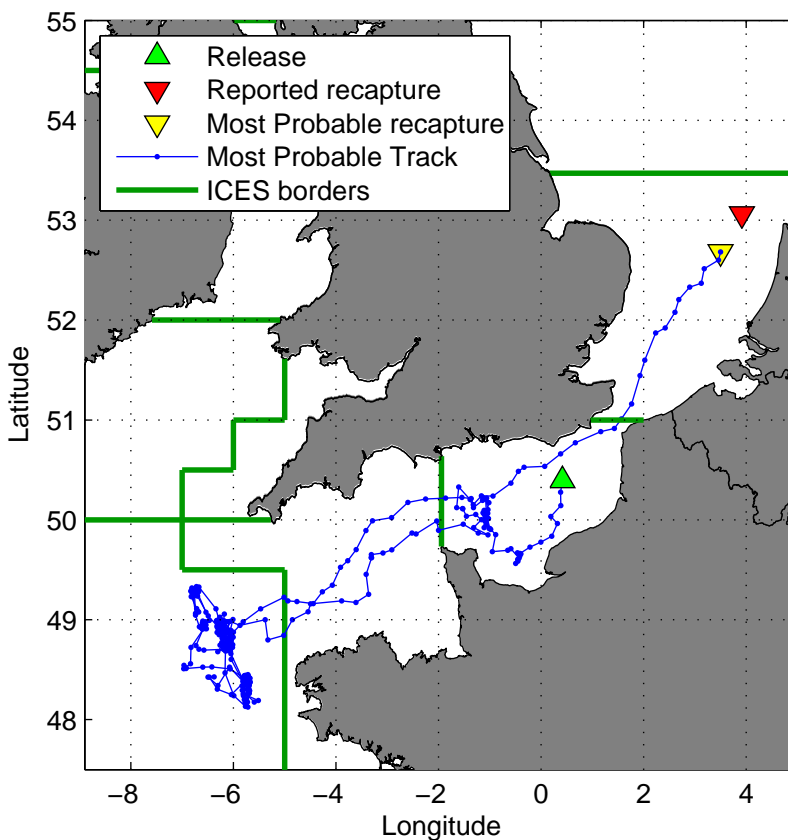 55
54
53
52
51
50
49
48
Latitude
Release
Reported recapture
Most Probable recapture
Most Probable Track
ICES borders
−8 −6 −4 −2 0 2 4
Longitude